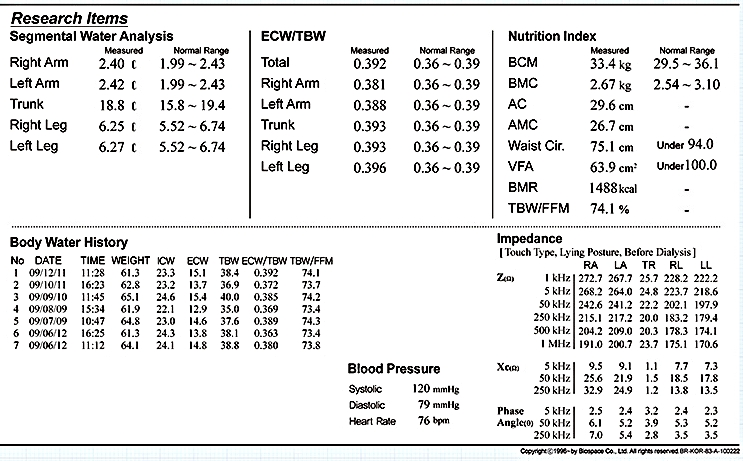 Research Items
Segmental Water Analysis
Measured Normal Range
Right Arm 2.40 ℓ 1.99 ~ 2.43
Left Arm 2.42 ℓ 1.99 ~ 2.43
Trunk 18.8 ℓ 15.8 ~ 19.4
Right Leg 6.25 ℓ 5.52 ~ 6.74
Left Leg 6.27 ℓ 5.52 ~ 6.74
ECW/TBW
Measured Normal Range
Total 0.392 0.36 ~ 0.39
Right Arm 0.381 0.36 ~ 0.39
Left Arm 0.388 0.36 ~ 0.39
Trunk 0.393 0.36 ~ 0.39
Right Leg 0.393 0.36 ~ 0.39
Left Leg 0.396 0.36 ~ 0.39
Nutrition Index
Measured Normal Range
BCM 33.4 kg 29.5 ~ 36.1
BMC 2.67 kg 2.54 ~ 3.10
AC 29.6 cm -
AMC 26.7 cm -
Waist Cir. 75.1 cm Under 94.0
VFA 63.9 cm² Under 100.0
BMR 1488 kcal -
TBW/FFM 74.1 % -
Body Water History
No DATE TIME WEIGHT ICW ECW TBW ECW/TBW TBW/FFM
1 09/12/11 11:28 61.3 23.3 15.1 38.4 0.392 74.1
2 09/10/11 16:23 62.8 23.2 13.7 36.9 0.372 73.7
3 09/09/10 11:45 65.1 24.6 15.4 40.0 0.385 74.2
4 09/08/09 15:34 61.9 22.1 12.9 35.0 0.369 73.4
5 09/07/09 10:47 64.8 23.0 14.6 37.6 0.389 74.3
6 09/06/12 16:25 61.3 24.3 13.8 38.1 0.363 73.4
7 09/06/12 11:12 64.1 24.1 14.8 38.8 0.380 73.8
Blood Pressure
Systolic 120 mmHg
Diastolic 79 mmHg
Heart Rate 76 bpm
Impedance
[ Touch Type, Lying Posture, Before Dialysis ]
RA LA TR RL LL
Z(Ω) 1 kHz 272.7 267.7 25.7 228.2 222.2
5 kHz 268.2 264.0 24.8 223.7 218.6
50 kHz 242.6 241.2 22.2 202.1 197.9
250 kHz 215.1 217.2 20.0 183.2 179.4
500 kHz 204.2 209.0 20.3 178.3 174.1
1 MHz 191.0 200.7 23.7 175.1 170.6
Xc(Ω) 5 kHz 9.5 9.1 1.1 7.7 7.3
50 kHz 25.6 21.9 1.5 18.5 17.8
250 kHz 32.9 24.9 1.2 13.8 13.5
Phase 5 kHz 2.5 2.4 3.2 2.4 2.3
Angle(θ) 50 kHz 6.1 5.2 3.9 5.3 5.2
250 kHz 7.0 5.4 2.8 3.5 3.5
Copyright©1996~by Biospace Co., Ltd. All rights reserved. BR-KOR-83-A-100222